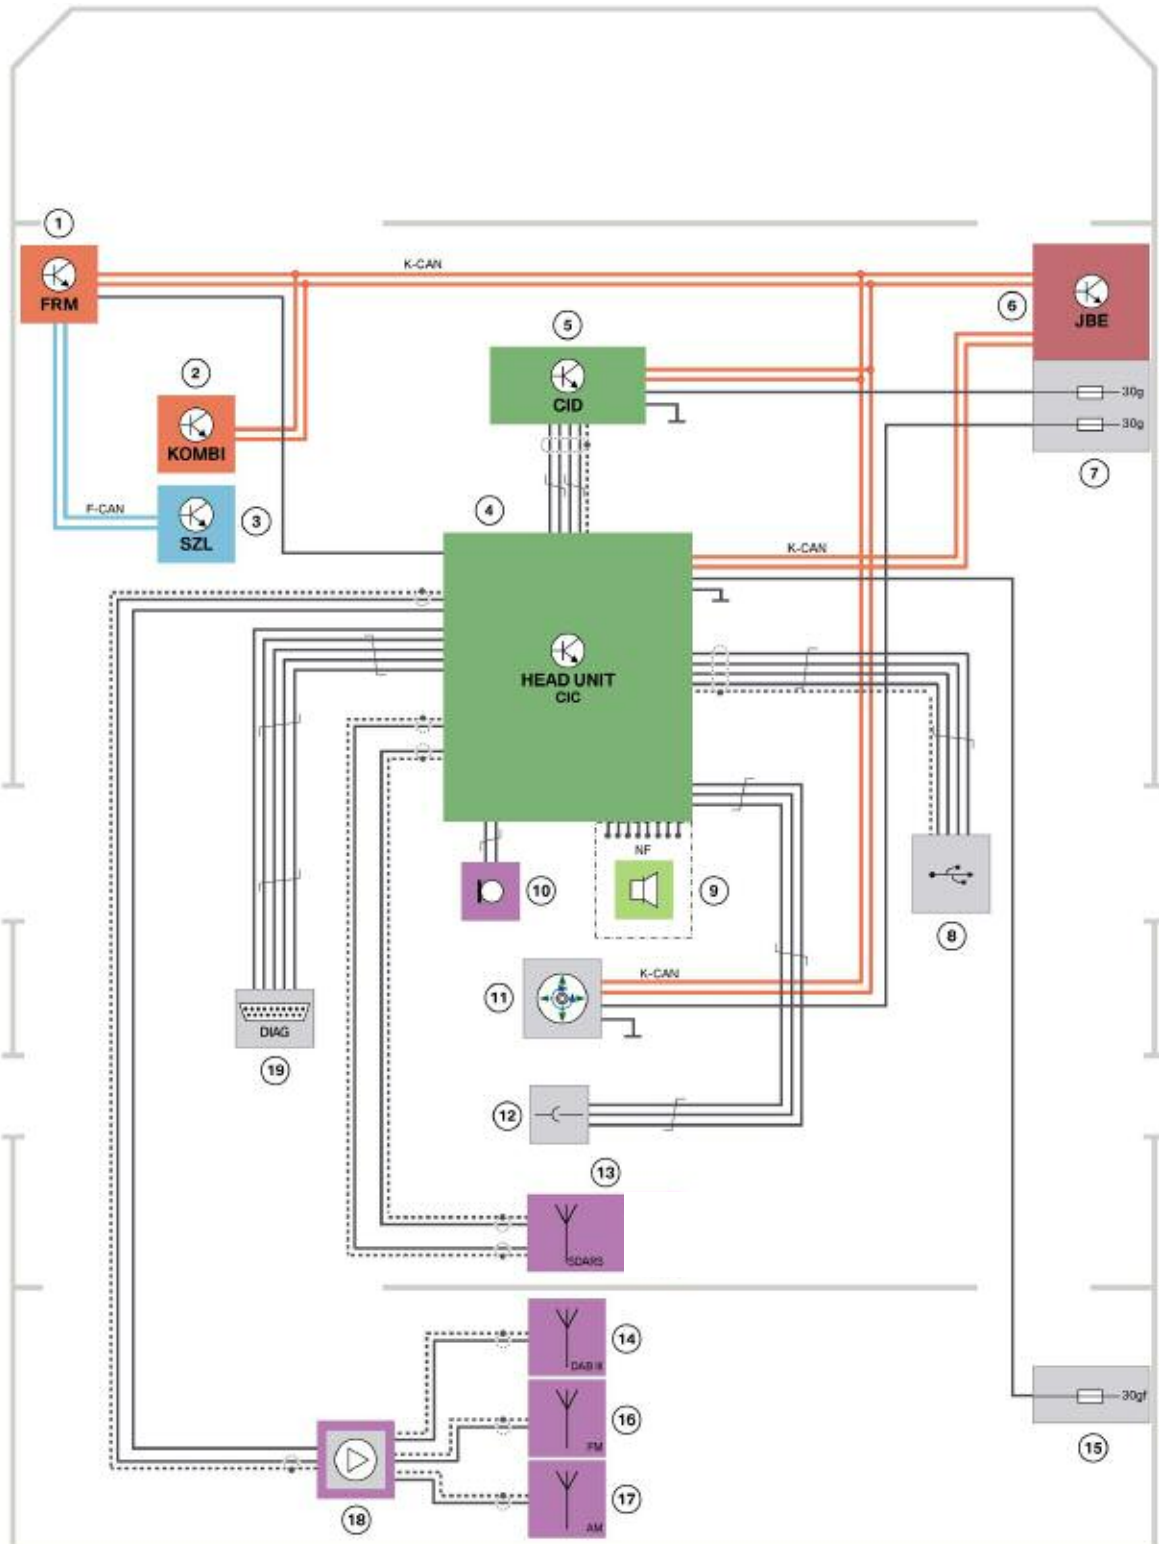 1
K-CAN
FRM
6
JBE
5
2
CID
30g
30g
KOMBI
7
F-CAN
4
3
SZL
K-CAN
HEAD UNIT
CIC
NF
10
9
8
K-CAN
11
DIAG
19
12
13
SDARS
14
DAB III
30gf
16
FM
15
17
AM
18